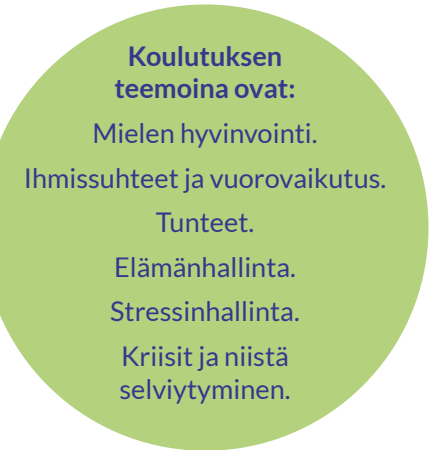 Koulutuksen
teemoina ovat:
Mielen hyvinvointi.
Ihmissuhteet ja vuorovaikutus.
Tunteet.
Elämänhallinta.
Stressinhallinta.
Kriisit ja niistä
selviytyminen.